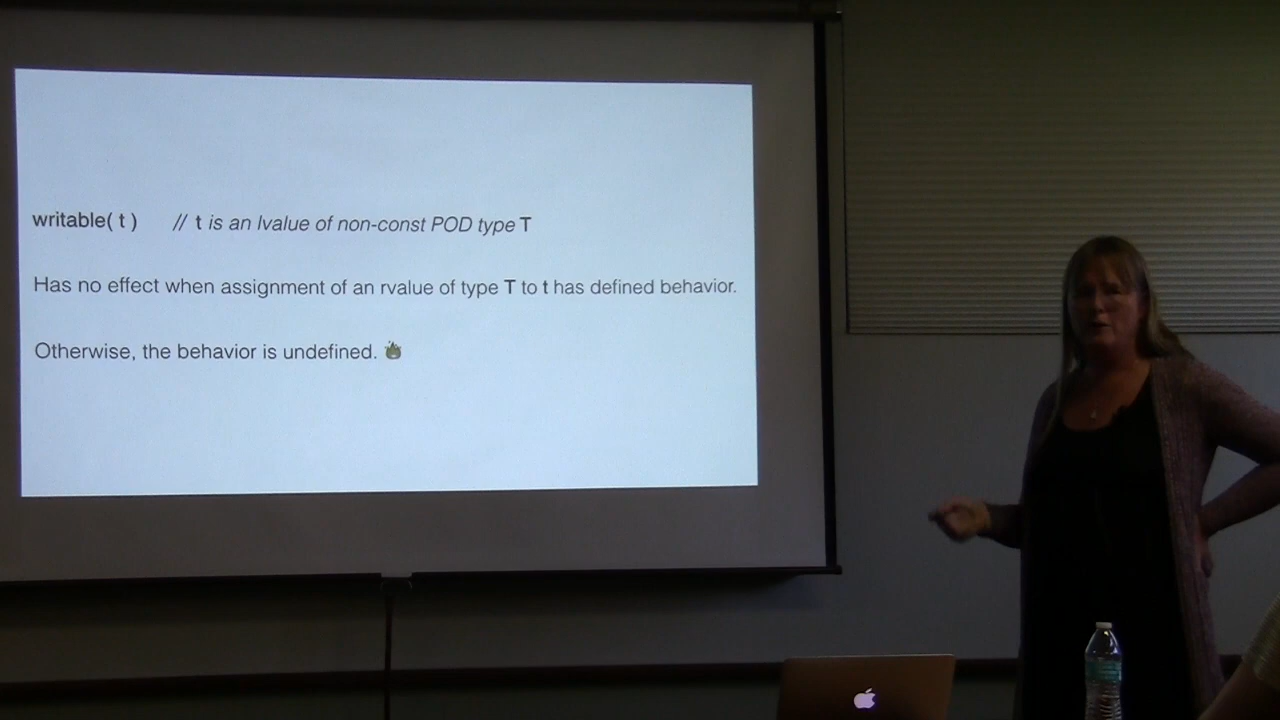 writable( t ) // t is an lvalue of non-const POD type T
Has no effect when assignment of an rvalue of type T to t has defined behavior.
Otherwise, the behavior is undefined. 🔥